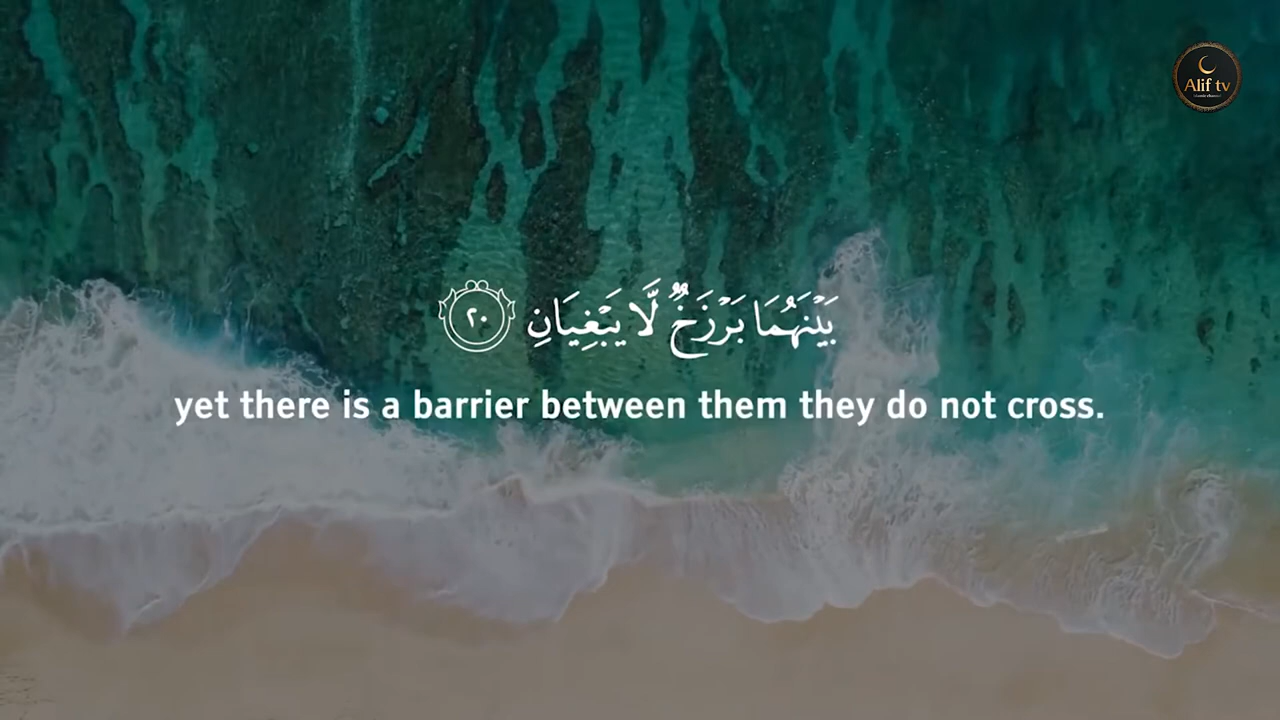 بَيْنَهُمَا بَرْزَخٌ لَّا يَبْغِيَانِ ٢٠
yet there is a barrier between them they do not cross.
Alif tv